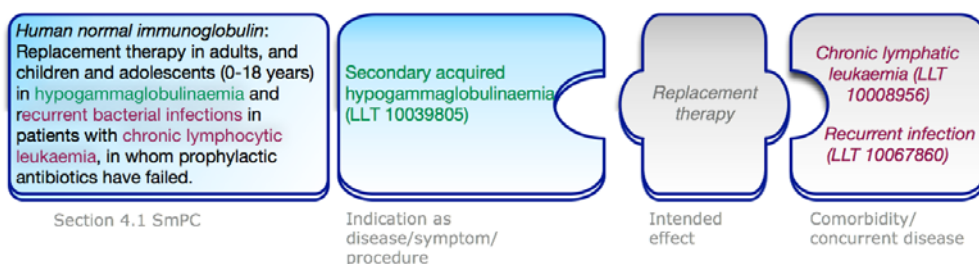 Human normal immunoglobulin:
Replacement therapy in adults, and
children and adolescents (0-18 years)
in hypogammaglobulinaemia and
recurrent bacterial infections in
patients with chronic lymphocytic
leukaemia, in whom prophylactic
antibiotics have failed.
Section 4.1 SmPC
Secondary acquired
hypogammaglobulinaemia
(LLT 10039805)
Indication as
disease/symptom/
procedure
Replacement
therapy
Intended
effect
Chronic lymphatic
leukaemia (LLT
10008956)
Recurrent infection
(LLT 10067860)
Comorbidity/
concurrent disease